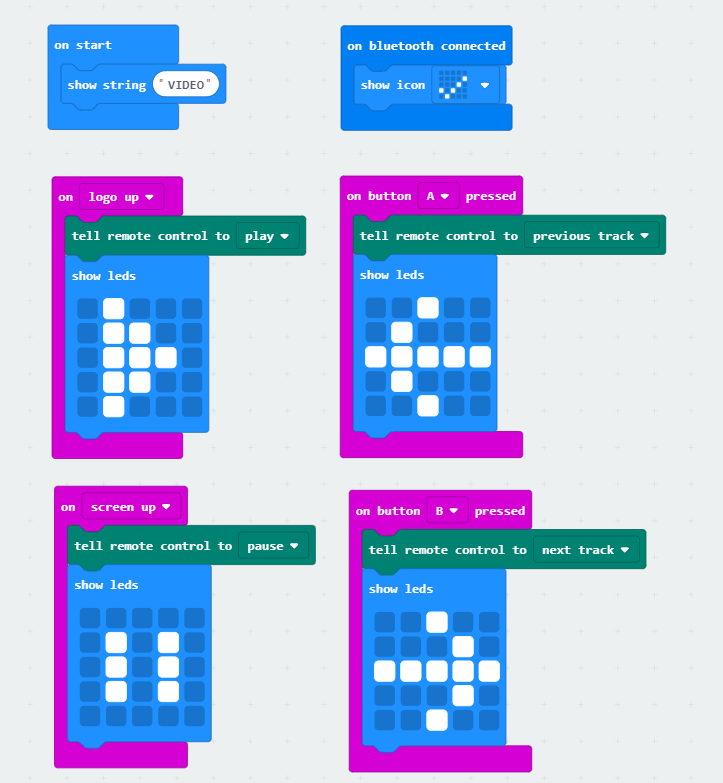 on start
show string "VIDEO"
on bluetooth connected
show icon
on logo up
tell remote control to play
show leds
on button A pressed
tell remote control to previous track
show leds
on screen up
tell remote control to pause
show leds
on button B pressed
tell remote control to next track
show leds